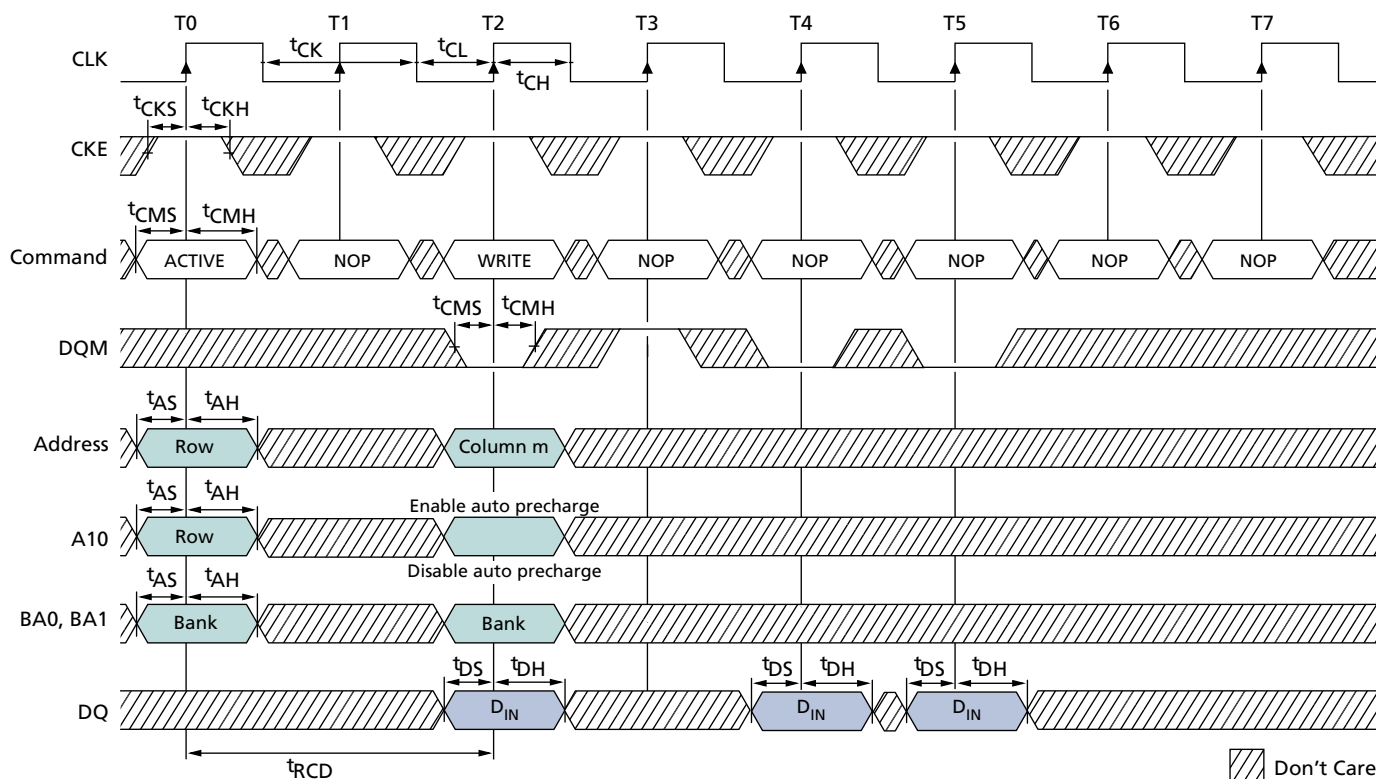 T0 T1 T2 T3 T4 T5 T6 T7
CLK
tCK tCL
tCH
tCKS tCKH
CKE
tCMS tCMH
Command ACTIVE NOP WRITE NOP NOP NOP NOP NOP
tCMS tCMH
DQM
tAS tAH
Address Row Column m
tAS tAH Enable auto precharge
A10 Row
Disable auto precharge
tAS tAH
BA0, BA1 Bank Bank
tDS tDH tDS tDH tDS tDH
DQ DIN DIN DIN
tRCD
Don't Care